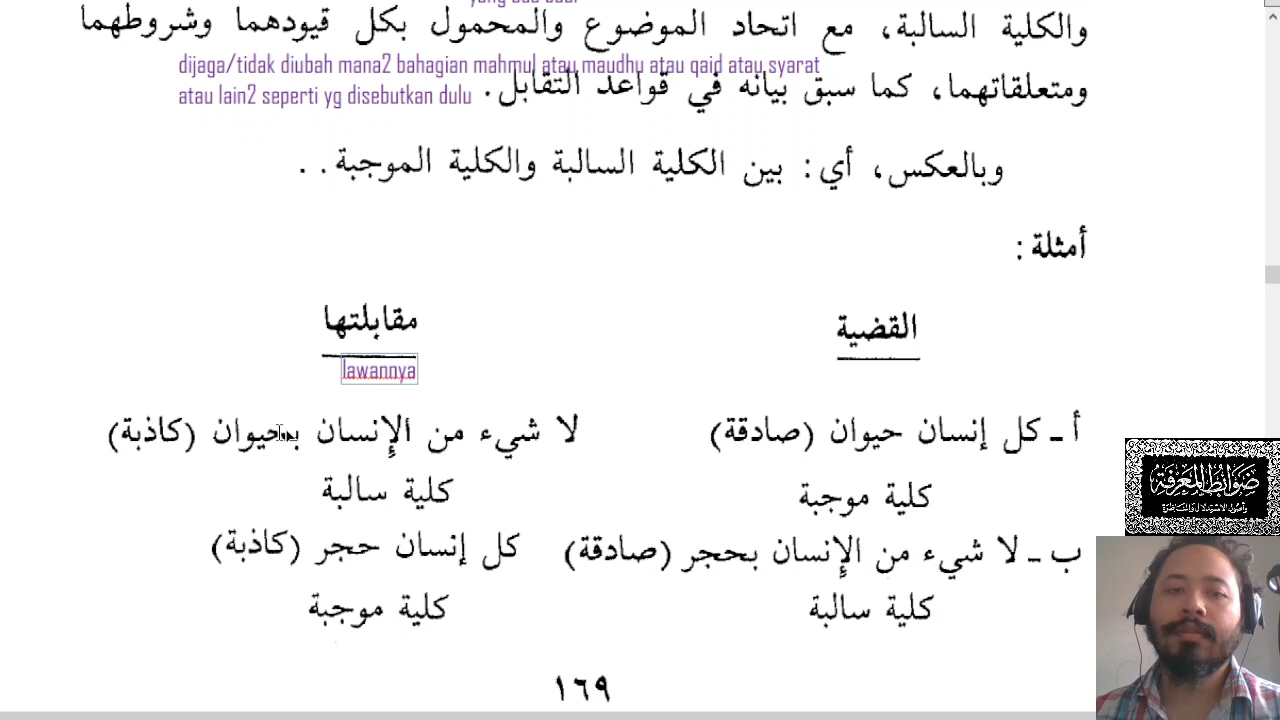 والكلية السالبة، مع اتحاد الموضوع والمحمول بكل قيودهما وشروطهما
dijaga/tidak diubah mana2 bahagian mahmul atau maudhu atau qaid atau syarat
ومتعلقاتهما، كما سبق بيانه في قواعد التقابل.
atau lain2 seperti yg disebutkan dulu
وبالعكس، أي: بين الكلية السالبة والكلية الموجبة..
أمثلة:
القضية مقابلتها
lawannya
أ ـ كل إنسان حيوان (صادقة) لا شيء من الإنسان بحيوان (كاذبة)
كلية موجبة كلية سالبة
ب ـ لا شيء من الإنسان بحجر (صادقة) كل إنسان حجر (كاذبة)
كلية سالبة كلية موجبة
١٦٩
ضوابط المعرفة